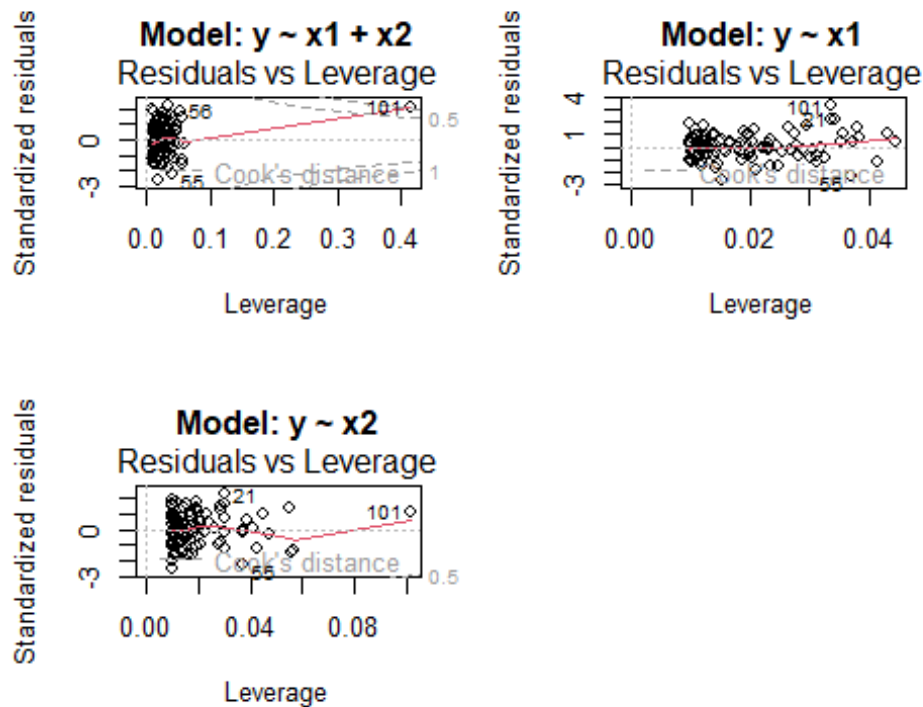 Model: y ~ x1 + x2
Residuals vs Leverage
Standardized residuals
0
-3
56
55
101
0.5
1
Cook's distance
0.0 0.1 0.2 0.3 0.4
Leverage
Model: y ~ x1
Residuals vs Leverage
Standardized residuals
4
1
-3
101
21
55
Cook's distance
0.00 0.02 0.04
Leverage
Model: y ~ x2
Residuals vs Leverage
Standardized residuals
0
-3
21
101
55
Cook's distance
0.5
0.00 0.04 0.08
Leverage